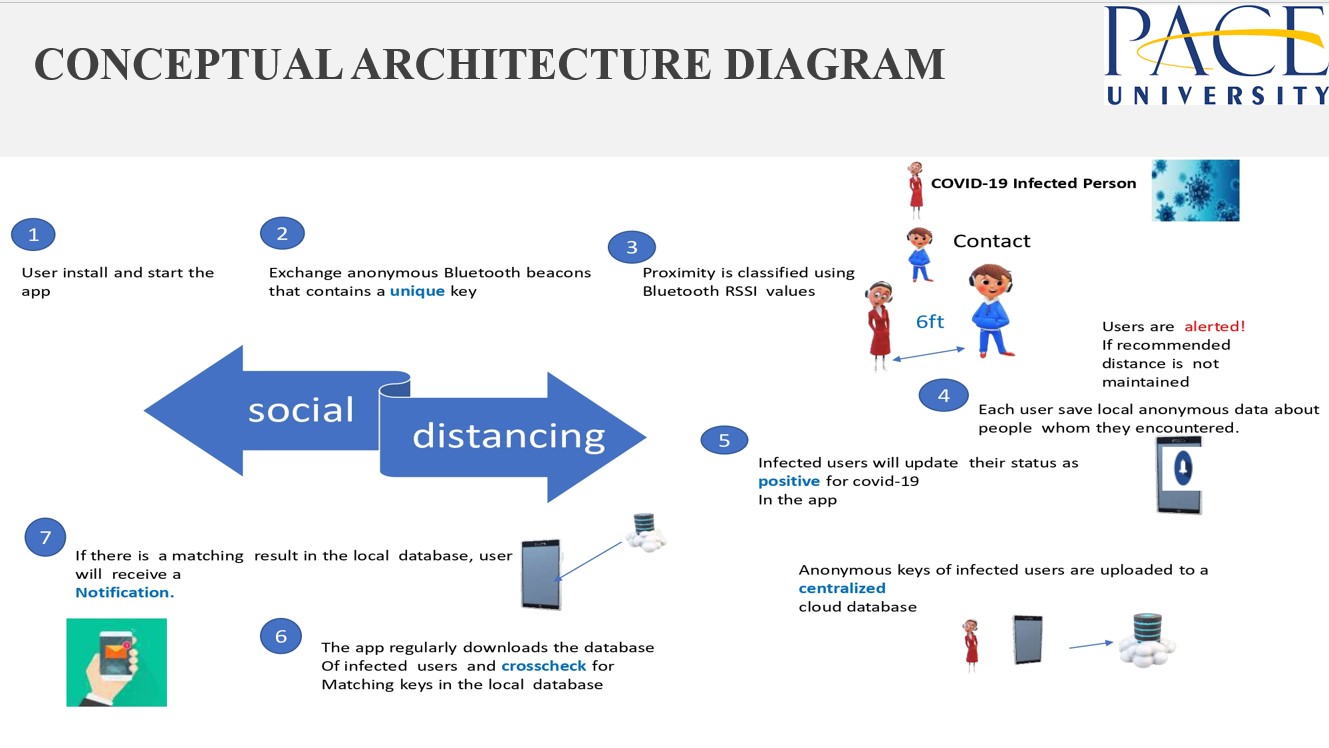 CONCEPTUAL ARCHITECTURE DIAGRAM
PACE
UNIVERSITY
COVID-19 Infected Person
Contact
1
User install and start the
app
2
Exchange anonymous Bluetooth beacons
that contains a unique key
3
Proximity is classified using
Bluetooth RSSI values
6ft
Users are alerted!
If recommended
distance is not
maintained
4
Each user save local anonymous data about
people whom they encountered.
social
distancing
5
Infected users will update their status as
positive for covid-19
In the app
Anonymous keys of infected users are uploaded to a
centralized
cloud database
6
The app regularly downloads the database
Of infected users and crosscheck for
Matching keys in the local database
7
If there is a matching result in the local database, user
will receive a
Notification.